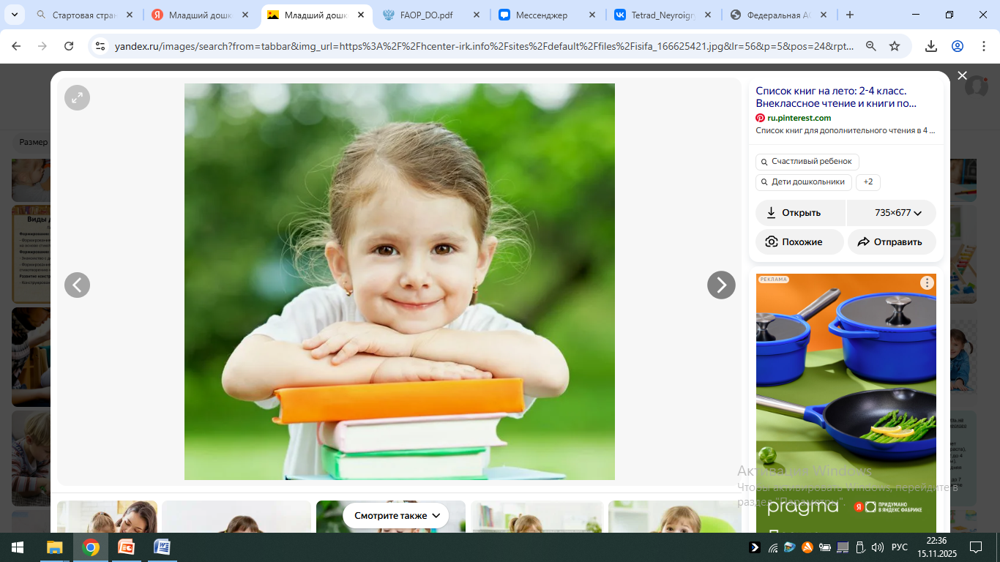 Стартовая стран
Младший дошк
Младший дошк
FAOP_DO.pdf
Мессенджер
Tetrad_Neyroigr
Федеральная АО
yandex.ru/images/search?from=tabbar&img_url=https%3A%2F%2Fhcenter-irk.info%2Fsites%2Fdefault%2Ffiles%2Fisifa_166625421.jpg&lr=56&p=5&pos=24&rpt...
Размер
Список книг на лето: 2-4 класс.
Внеклассное чтение и книги по...
ru.pinterest.com
Список книг для дополнительного чтения в 4 ...
Счастливый ребенок
Дети дошкольники
+2
Открыть
735×677
Похожие
Отправить
РЕКЛАМА
Виды д
Активация Windows
Чтобы активировать Windows, перейдите в
раздел "Параметры".
pragma
Я
ПРИДУМАНО
В ЯНДЕКС ФАБРИКЕ
Смотрите также
РУС
22:36
15.11.2025